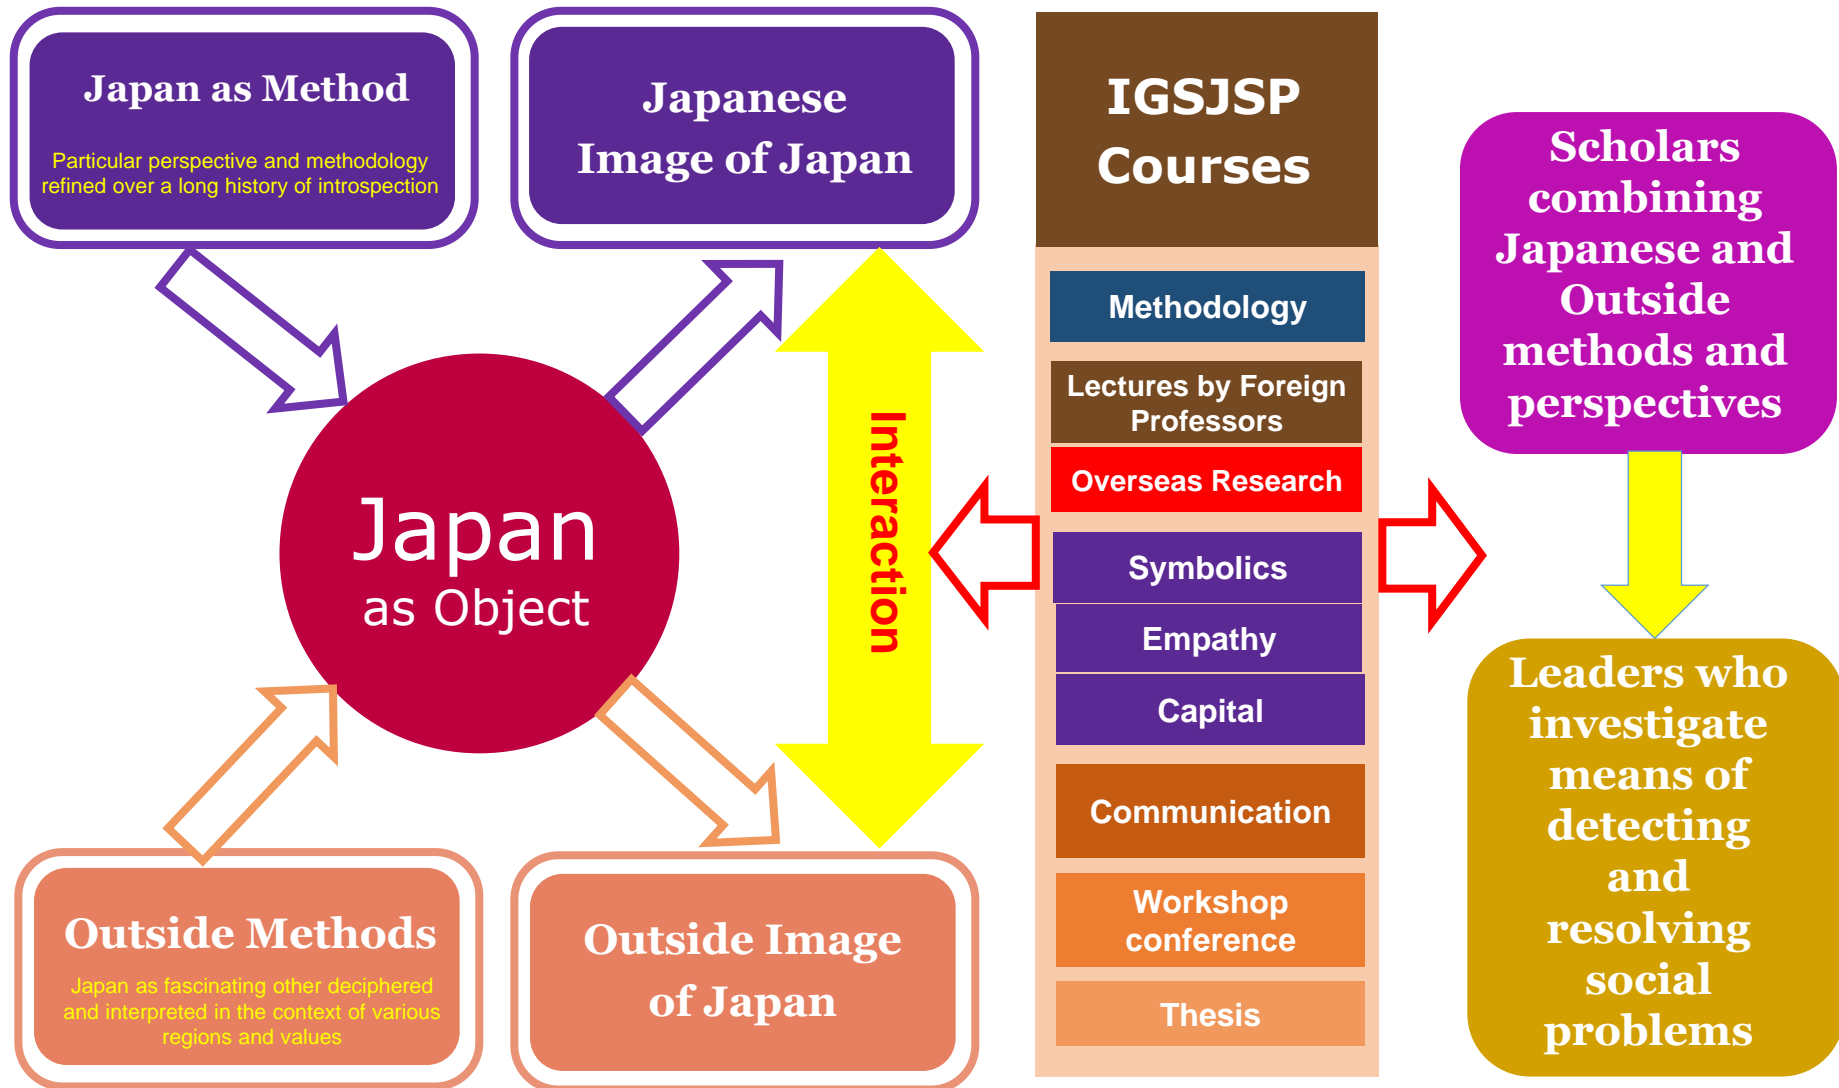 Japan as Method
Particular perspective and methodology
refined over a long history of introspection
Japanese
Image of Japan
Japan
as Object
Interaction
Outside Methods
Japan as fascinating other deciphered
and interpreted in the context of various
regions and values
Outside Image
of Japan
IGSJSP
Courses
Methodology
Lectures by Foreign
Professors
Overseas Research
Symbolics
Empathy
Capital
Communication
Workshop
conference
Thesis
Scholars
combining
Japanese and
Outside
methods and
perspectives
Leaders who
investigate
means of
detecting
and
resolving
social
problems